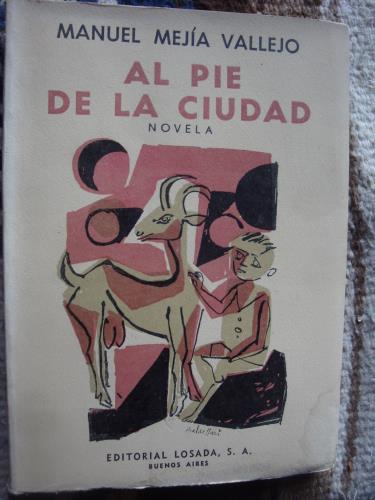 MANUEL MEJÍA VALLEJO
AL PIE
DE LA CIUDAD
NOVELA
EDITORIAL LOSADA, S. A.
BUENOS AIRES